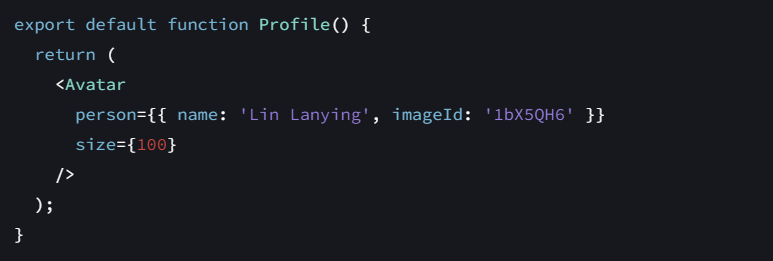 export default function Profile() {
  return (
    <Avatar
      person={{ name: 'Lin Lanying', imageId: '1bX5QH6' }}
      size={100}
    />
  );
}